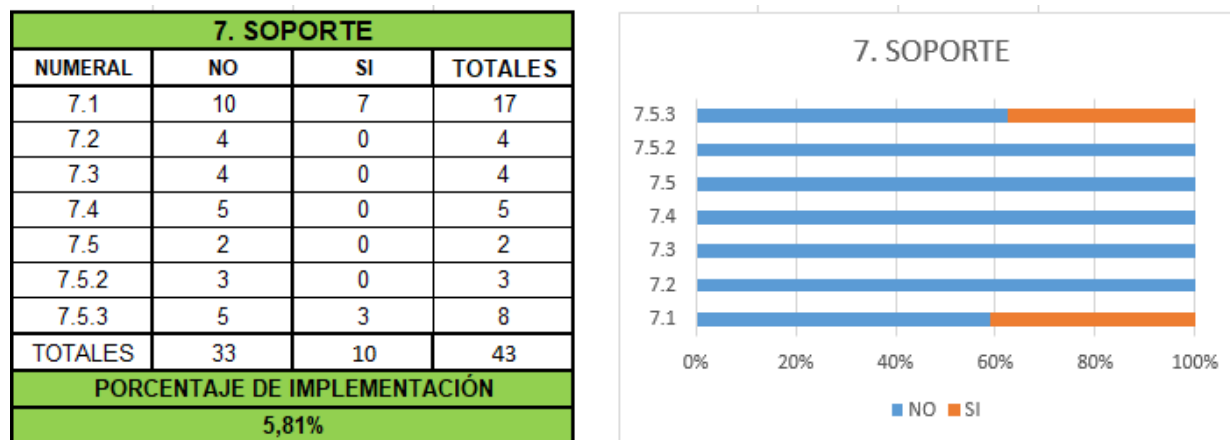 7. SOPORTE
NUMERAL NO SI TOTALES
7.1 10 7 17
7.2 4 0 4
7.3 4 0 4
7.4 5 0 5
7.5 2 0 2
7.5.2 3 0 3
7.5.3 5 3 8
TOTALES 33 10 43
PORCENTAJE DE IMPLEMENTACIÓN
5,81%
7. SOPORTE
7.5.3
7.5.2
7.5
7.4
7.3
7.2
7.1
0% 20% 40% 60% 80% 100%
NO SI